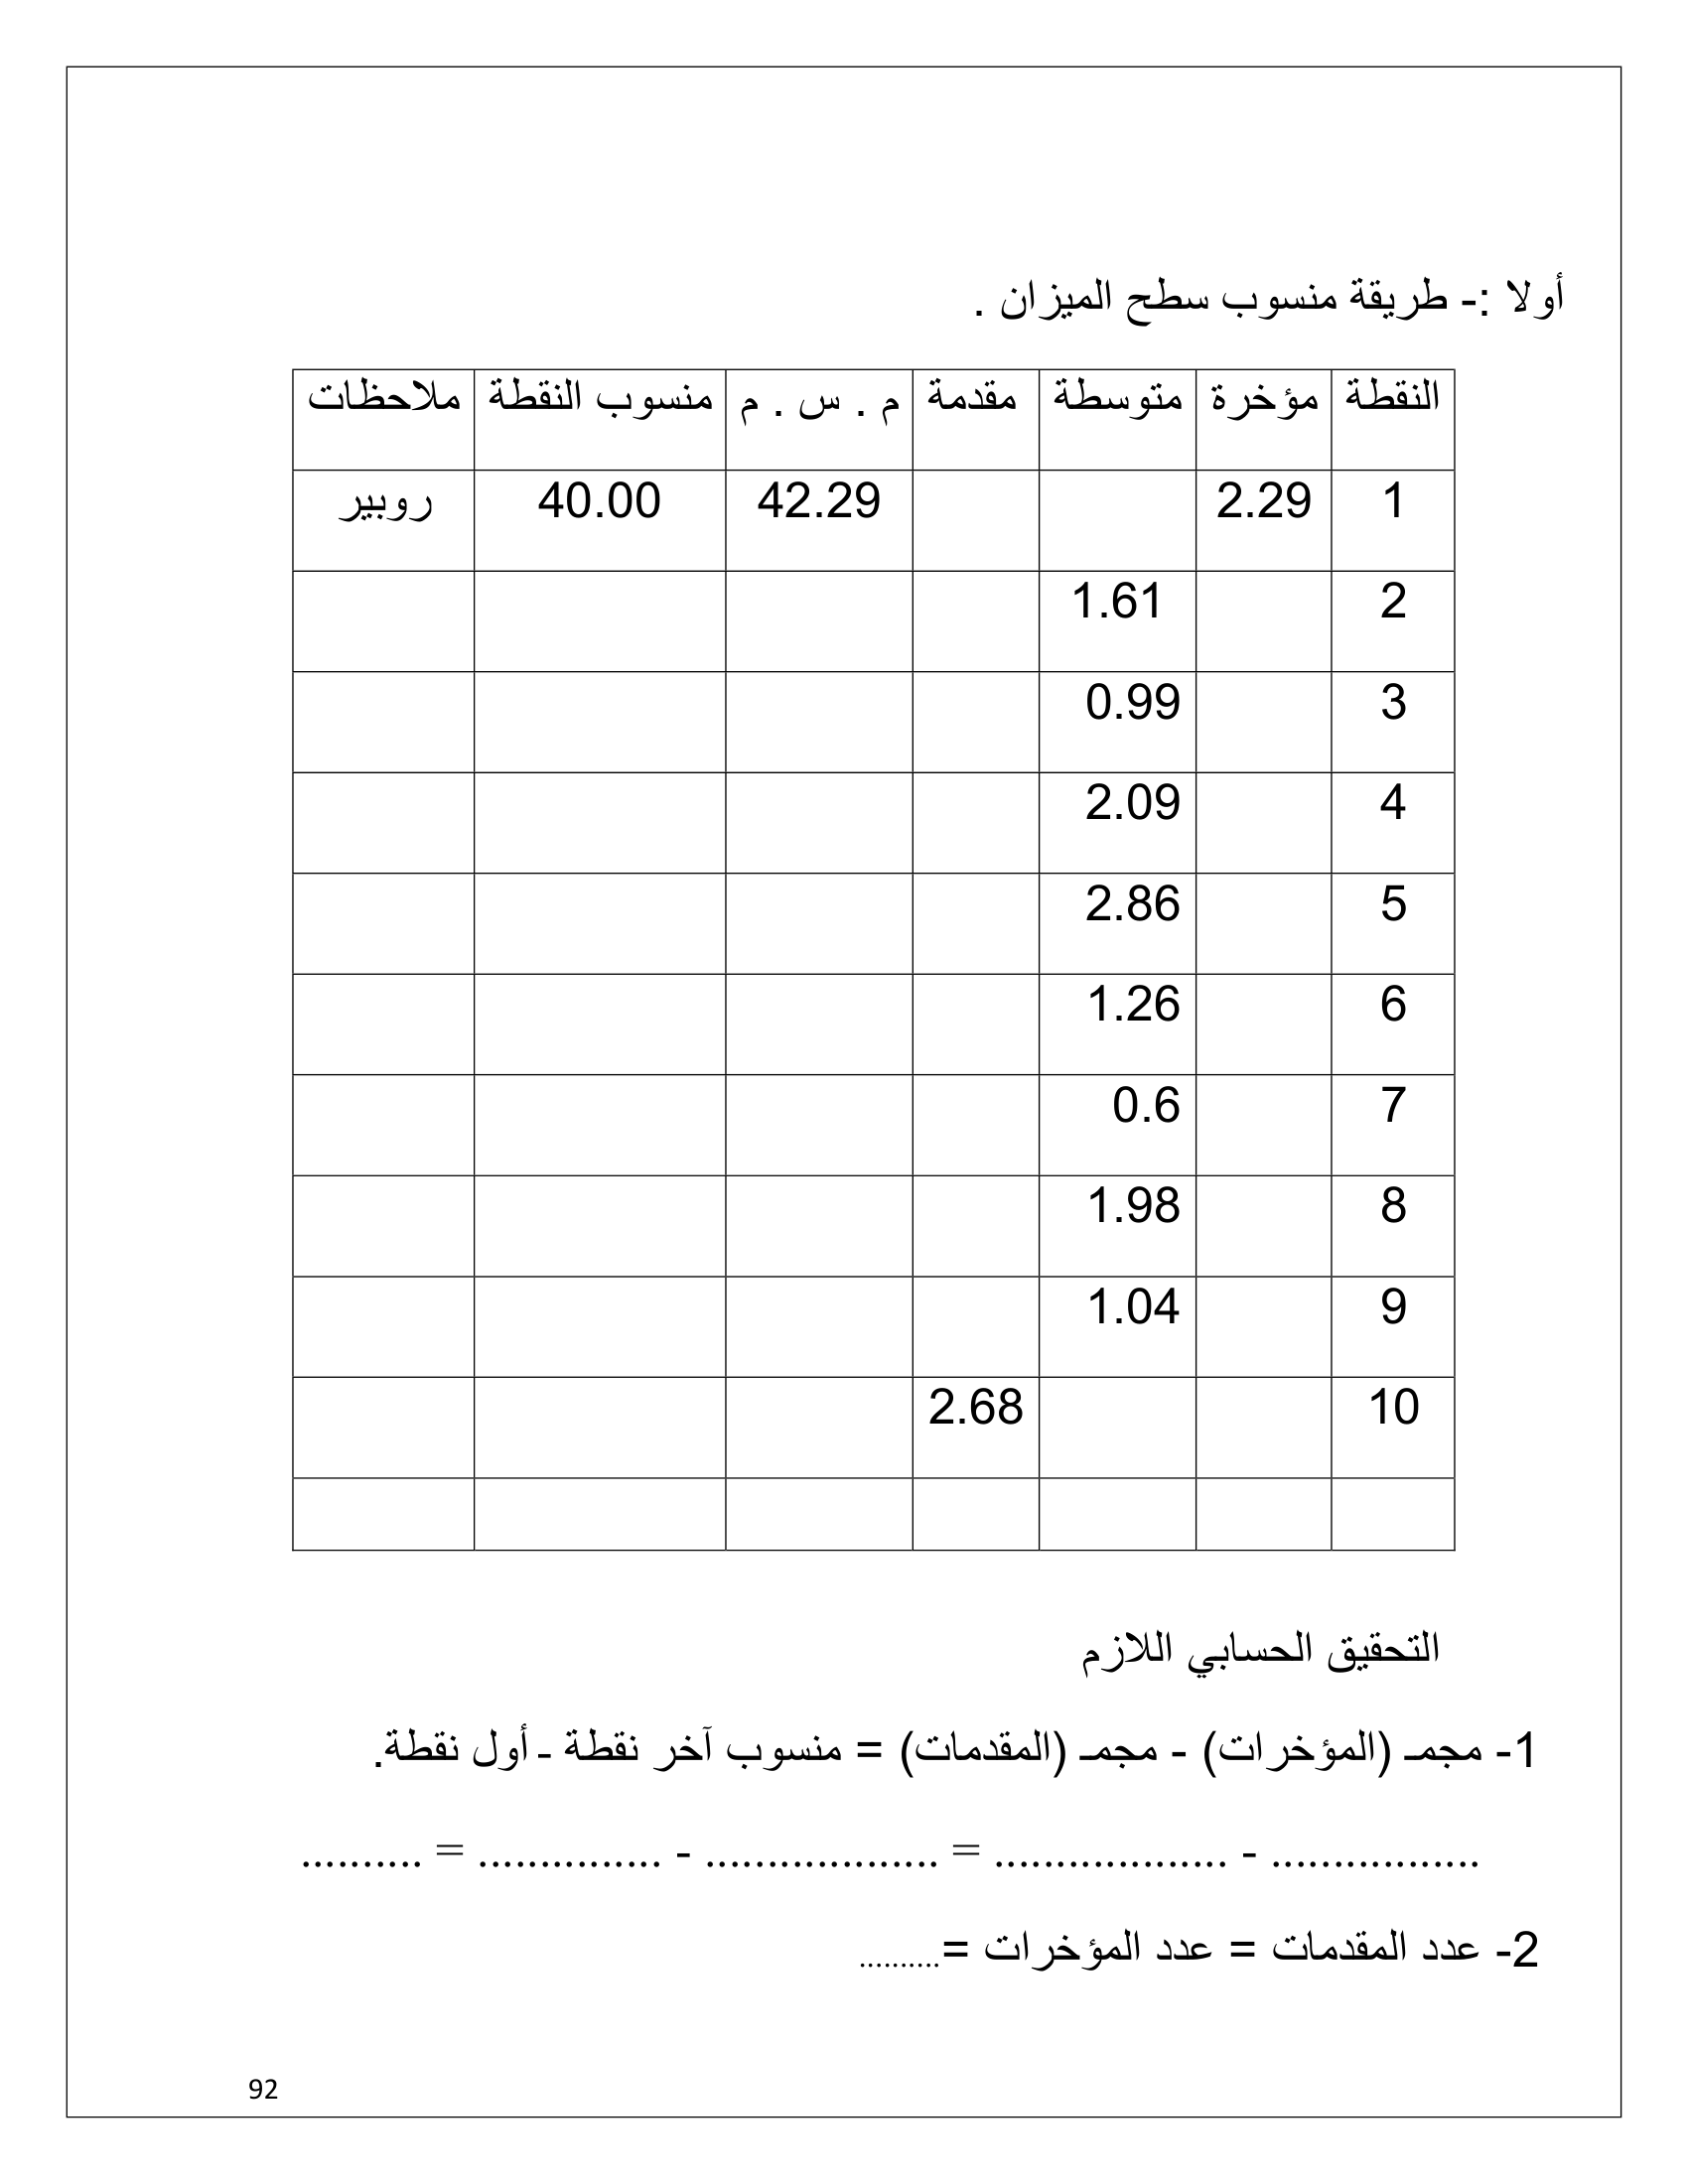 أولا :- طريقة منسوب سطح الميزان .
النقطة مؤخرة متوسطة مقدمة م . س . م منسوب النقطة ملاحظات
1 2.29 42.29 40.00 روبير
2 1.61
3 0.99
4 2.09
5 2.86
6 1.26
7 0.6
8 1.98
9 1.04
10 2.68
التحقيق الحسابي اللازم
1- مجمـ (المؤخرات) - مجمـ (المقدمات) = منسوب آخر نقطة - أول نقطة.
................. - ................... = ................... - ............... = ..........
2- عدد المقدمات = عدد المؤخرات =..........
92